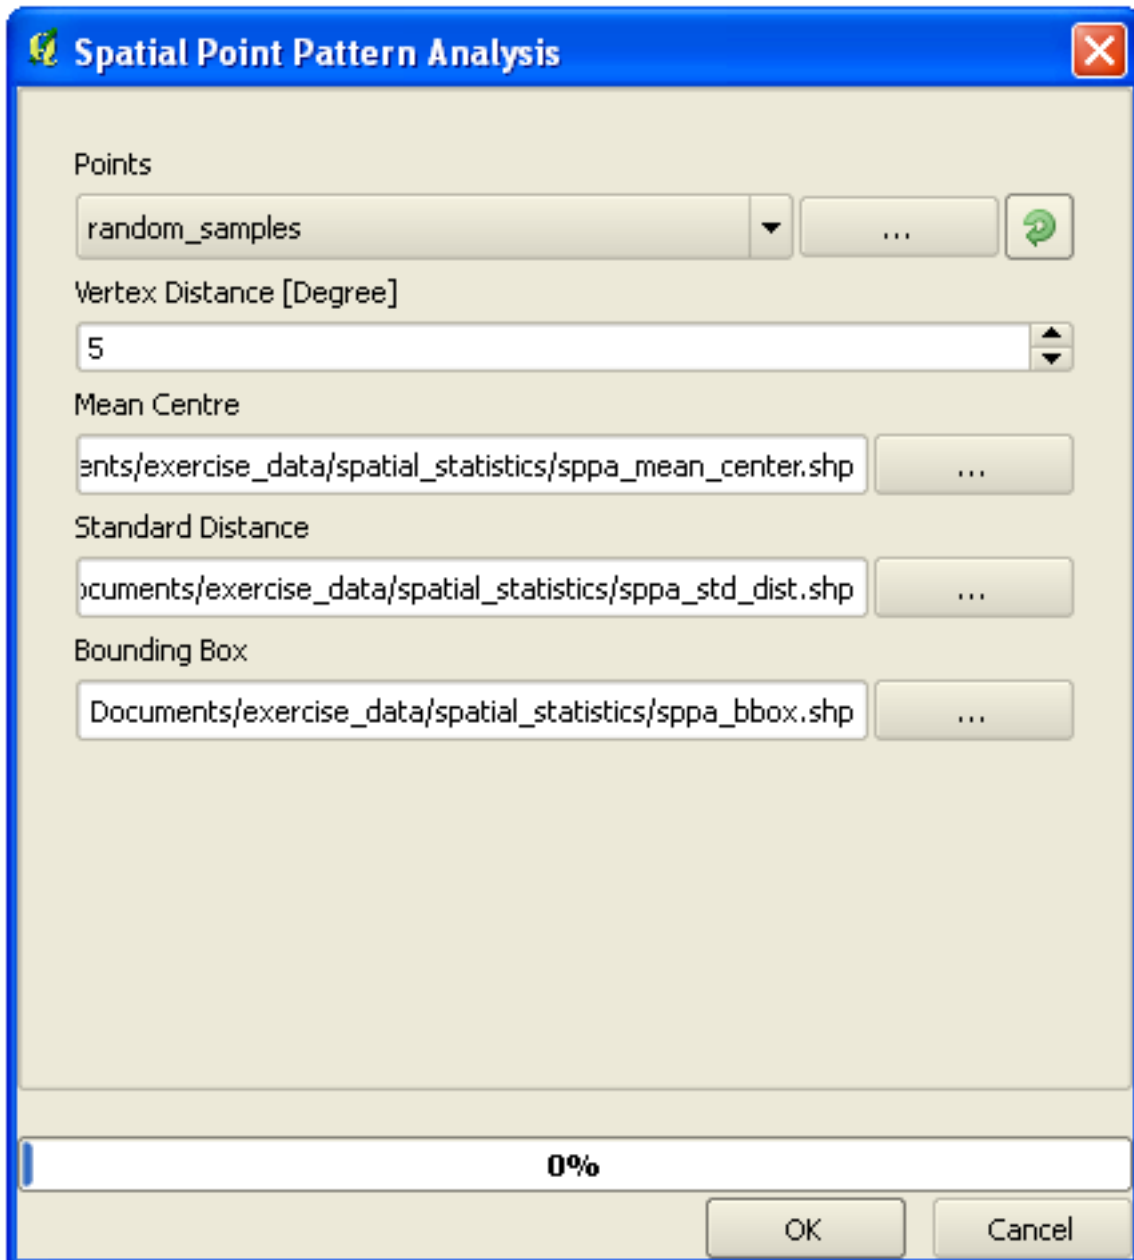 Spatial Point Pattern Analysis
Points
random_samples ...
Vertex Distance [Degree]
5
Mean Centre
ents/exercise_data/spatial_statistics/sppa_mean_center.shp ...
Standard Distance
ocuments/exercise_data/spatial_statistics/sppa_std_dist.shp ...
Bounding Box
Documents/exercise_data/spatial_statistics/sppa_bbox.shp ...
0%
OK Cancel